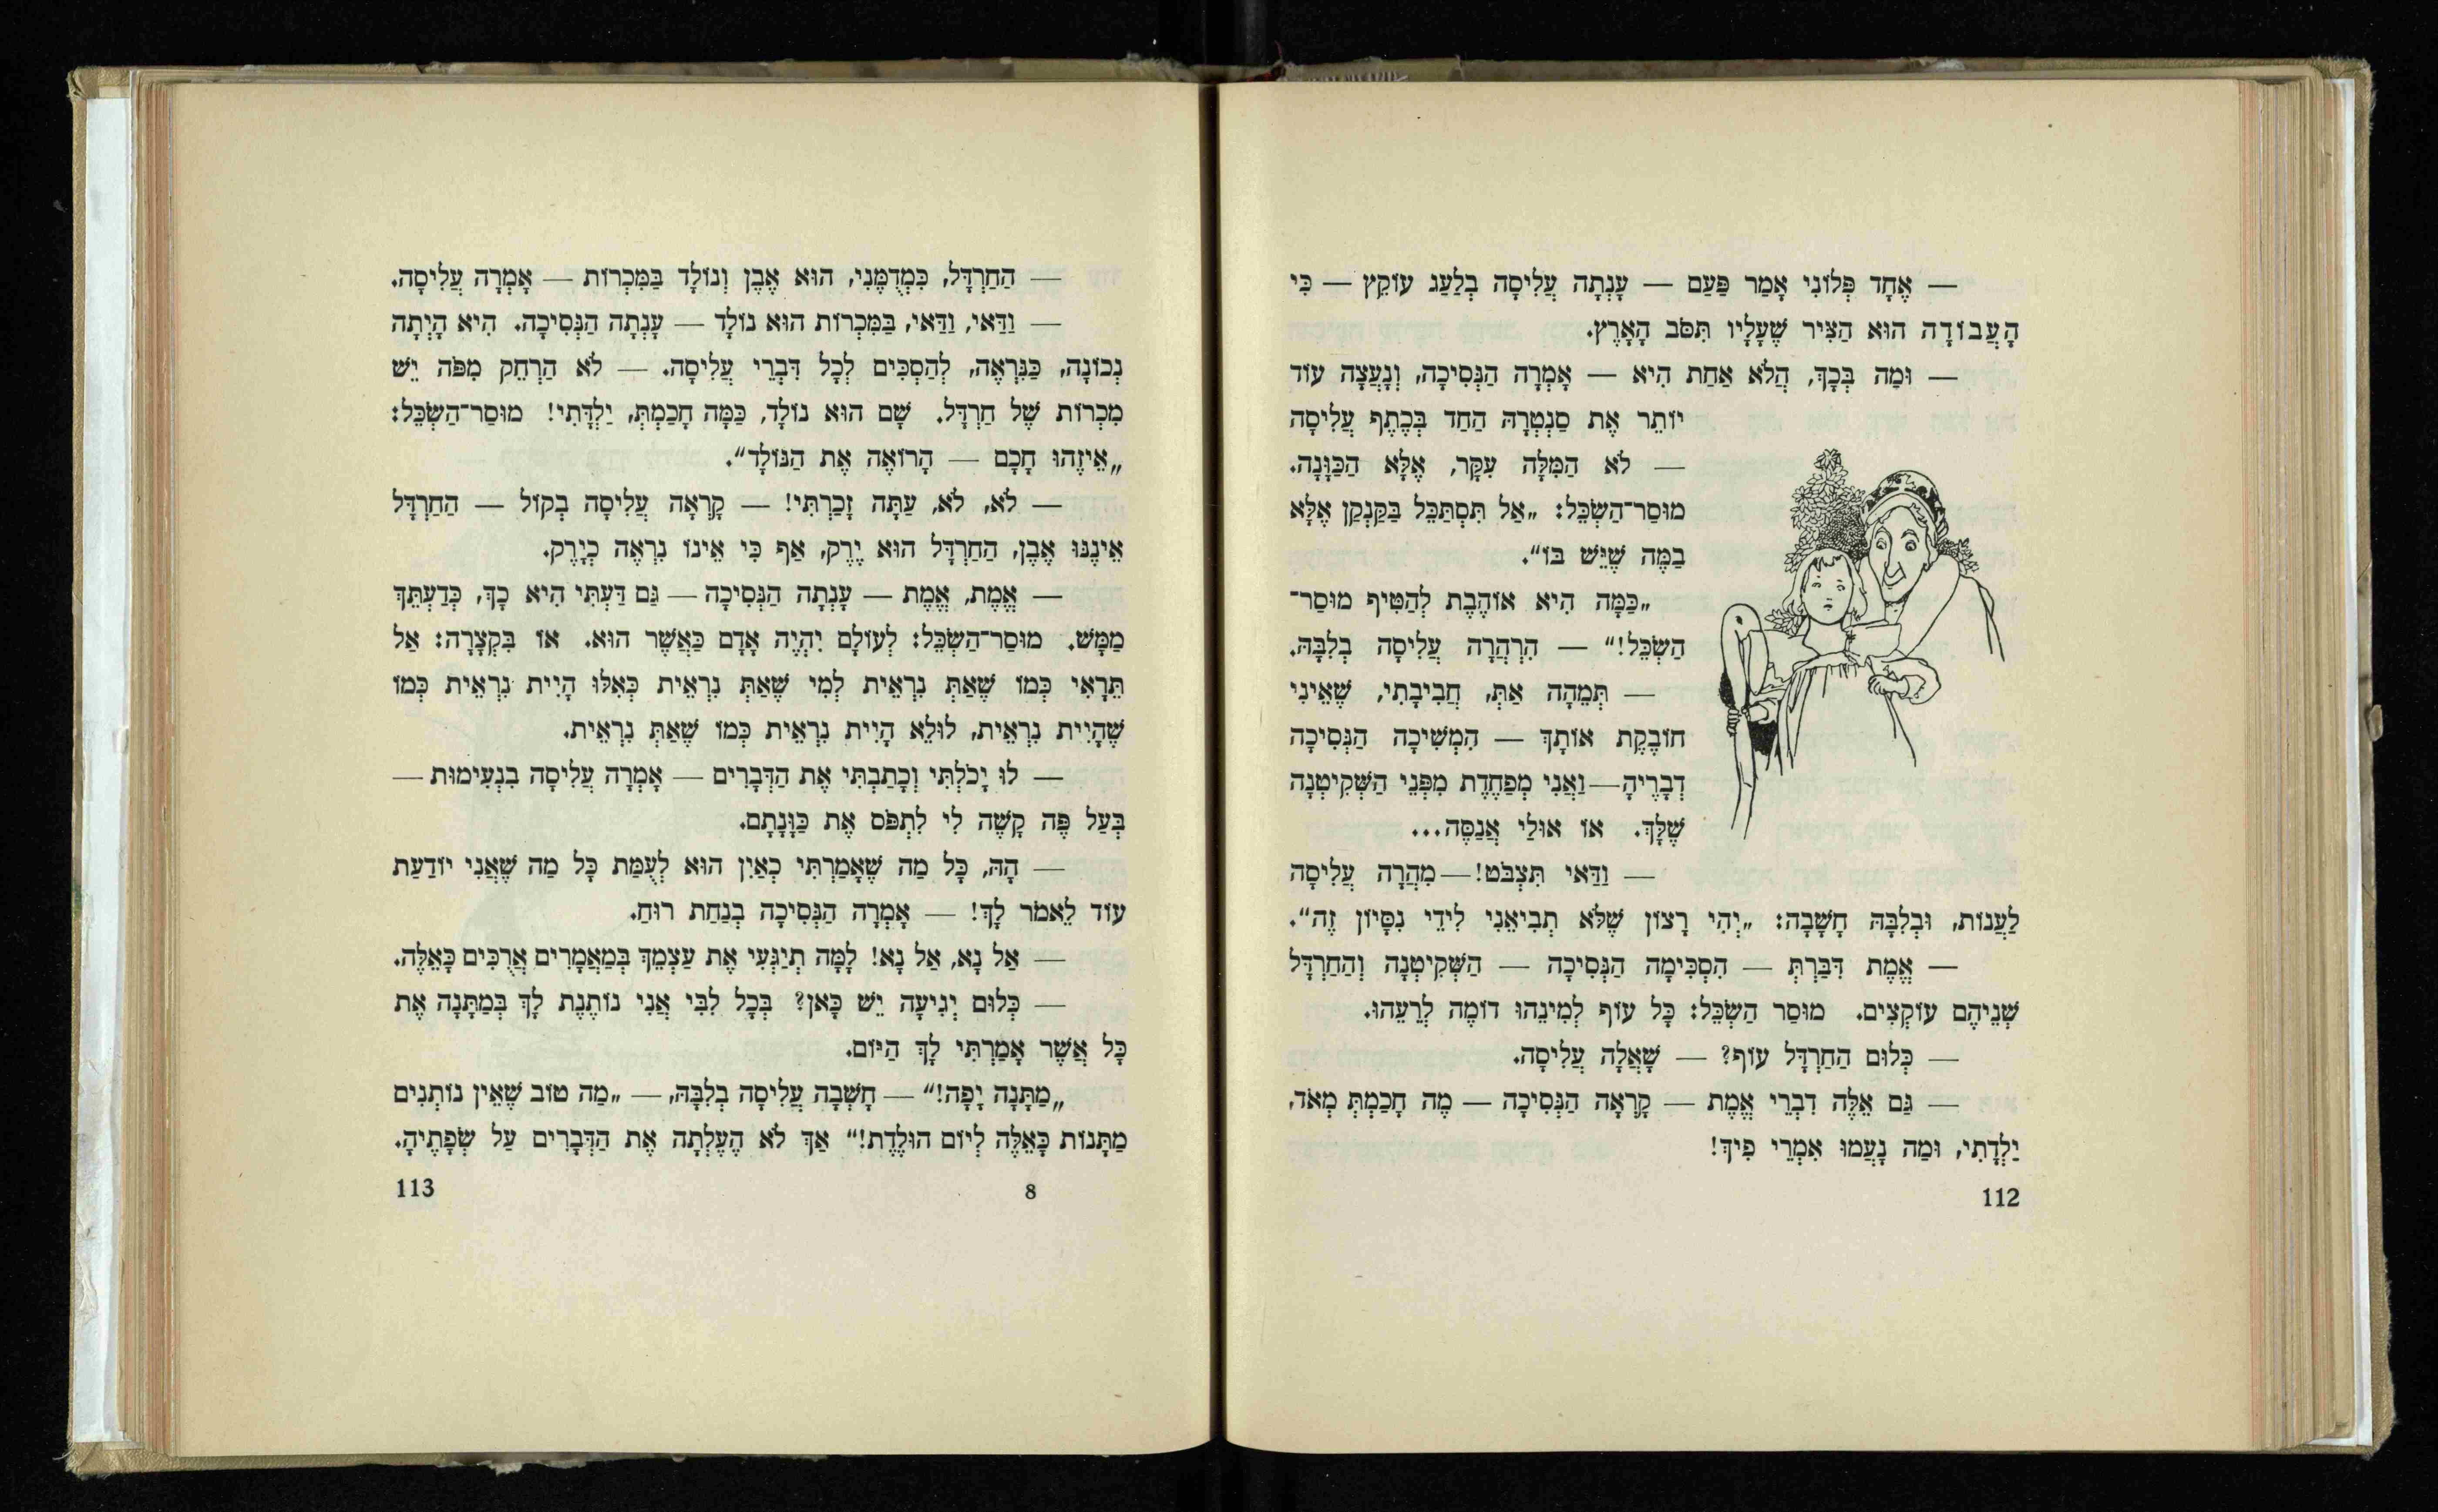 — אֶחָד פְּלוֹנִי אָמַר פַּעַם — עָנְתָה עֲלִיסָה בְלַעַג עוֹקֵץ — כִּי
הָעֲבוֹדָה הוּא הַצִּיר שֶׁעָלָיו תִּסֹּב הָאָרֶץ.
— וּמַה בְּכָךְ, הֲלֹא אַחַת הִיא — אָמְרָה הַנְּסִיכָה, וְנָעֲצָה עוֹד
יוֹתֵר אֶת סַנְטֵרָהּ הַחַד בְּכֶתֶף עֲלִיסָה
— לֹא הַמִּלָּה עִקָּר, אֶלָּא הַכַּוָּנָה.
מוּסַר־הַשְׂכֵּל: „אַל תִּסְתַּכֵּל בַּקַּנְקַן אֶלָּא
בַמֶּה שֶׁיֵּשׁ בּוֹ“.
„כַּמָּה הִיא אוֹהֶבֶת לְהַטִּיף מוּסַר־
הַשְׂכֵּל!“ — הִרְהֲרָה עֲלִיסָה בְלִבָּהּ.
— תְּמֵהָה אַתְּ, חֲבִיבָתִי, שֶׁאֵינִי
חוֹבֶקֶת אוֹתָךְ — הִמְשִׁיכָה הַנְּסִיכָה
דְבָרֶיהָ—וַאֲנִי מְפַחֶדֶת מִפְּנֵי הַשְּׁקִיטְנָה
שֶׁלָּךְ. אוֹ אוּלַי אֲנַסֶּה...
— וַדַּאי תִּצְבֹּט!—מִהֲרָה עֲלִיסָה
לַעֲנוֹת, וּבְלִבָּהּ חָשְׁבָה: „יְהִי רָצוֹן שֶׁלֹּא תְבִיאֵנִי לִידֵי נִסָּיוֹן זֶה“.
— אֱמֶת דִּבַּרְתְּ — הִסְכִּימָה הַנְּסִיכָה — הַשְּׁקִיטְנָה וְהַחַרְדָּל
שְׁנֵיהֶם עוֹקְצִים. מוּסַר הַשְׂכֵּל: כָּל עוֹף לְמִינֵהוּ דוֹמֶה לְרֵעֵהוּ.
— כְּלוּם הַחַרְדָּל עוֹף? — שָׁאֲלָה עֲלִיסָה.
— גַּם אֵלֶּה דִבְרֵי אֱמֶת — קָרְאָה הַנְּסִיכָה — מֶה חָכַמְתְּ מְאֹד,
יַלְדָתִי, וּמַה נָּעֲמוּ אִמְרֵי פִיךְ!
112
— הַחַרְדָּל, כִּמְדֻמֶּנִי, הוּא אֶבֶן וְנוֹלָד בַּמִּכְרוֹת — אָמְרָה עֲלִיסָה.
— וַדַּאי, וַדַּאי, בַּמִּכְרוֹת הוּא נוֹלָד — עָנְתָה הַנְּסִיכָה. הִיא הָיְתָה
נְכוֹנָה, כַּנִּרְאֶה, לְהַסְכִּים לְכָל דִּבְרֵי עֲלִיסָה. — לֹא הַרְחֵק מִפֹּה יֵשׁ
מִכְרוֹת שֶׁל חַרְדָּל. שָׁם הוּא נוֹלָד, כַּמָּה חָכַמְתְּ, יַלְדָּתִי! מוּסַר־הַשְׂכֵּל:
„אֵיזֶהוּ חָכָם — הָרוֹאֶה אֶת הַנּוֹלָד“.
— לֹא, לֹא, עַתָּה זָכַרְתִּי! — קָרְאָה עֲלִיסָה בְקוֹל — הַחַרְדָּל
אֵינֶנּוּ אֶבֶן, הַחַרְדָּל הוּא יֶרֶק, אַף כִּי אֵינוֹ נִרְאֶה כְיָרָק.
— אֱמֶת, אֱמֶת — עָנְתָה הַנְּסִיכָה — גַּם דַּעְתִּי הִיא כָךְ, כְּדַעְתֵּךְ
מַמָּשׁ. מוּסַר־הַשְׂכֵּל: לְעוֹלָם יִהְיֶה אָדָם כַּאֲשֶׁר הוּא. אוֹ בִּקְצָרָה: אַל
תֵּרָאִי כְּמוֹ שֶׁאַתְּ נִרְאֵית לְמִי שֶׁאַתְּ נִרְאֵית כְּאִלּוּ הָיִית נִרְאֵית כְּמוֹ
שֶׁהָיִית נִרְאֵית, לוּלֵא הָיִית נִרְאֵית כְּמוֹ שֶׁאַתְּ נִרְאֵית.
— לוּ יָכֹלְתִּי וְכָתַבְתִּי אֶת הַדְּבָרִים — אָמְרָה עֲלִיסָה בִנְעִימוּת —
בְּעַל פֶּה קָשֶׁה לִי לִתְפֹּס אֶת כַּוָּנָתָם.
— הָהּ, כָּל מַה שֶּׁאָמַרְתִּי כְאַיִן הוּא לְעֻמַּת כָּל מַה שֶּׁאֲנִי יוֹדַעַת
עוֹד לֵאמֹר לָךְ! — אָמְרָה הַנְּסִיכָה בְנַחַת רוּחַ.
— אַל נָא, אַל נָא! לָמָּה תְיַגְּעִי אֶת עַצְמֵךְ בְּמַאֲמָרִים אֲרֻכִּים כָּאֵלֶּה.
— כְּלוּם יְגִיעָה יֵשׁ כָּאן? בְּכָל לִבִּי אֲנִי נוֹתֶנֶת לָךְ בְּמַתָּנָה אֶת
כָּל אֲשֶׁר אָמַרְתִּי לָךְ הַיּוֹם.
„מַתָּנָה יָפָה!“ — חָשְׁבָה עֲלִיסָה בְלִבָּהּ, — „מַה טוֹב שֶׁאֵין נוֹתְנִים
מַתָּנוֹת כָּאֵלֶּה לְיוֹם הוּלֶּדֶת!“ אַךְ לֹא הֶעֶלְתָה אֶת הַדְּבָרִים עַל שְׂפָתֶיהָ.
8
113